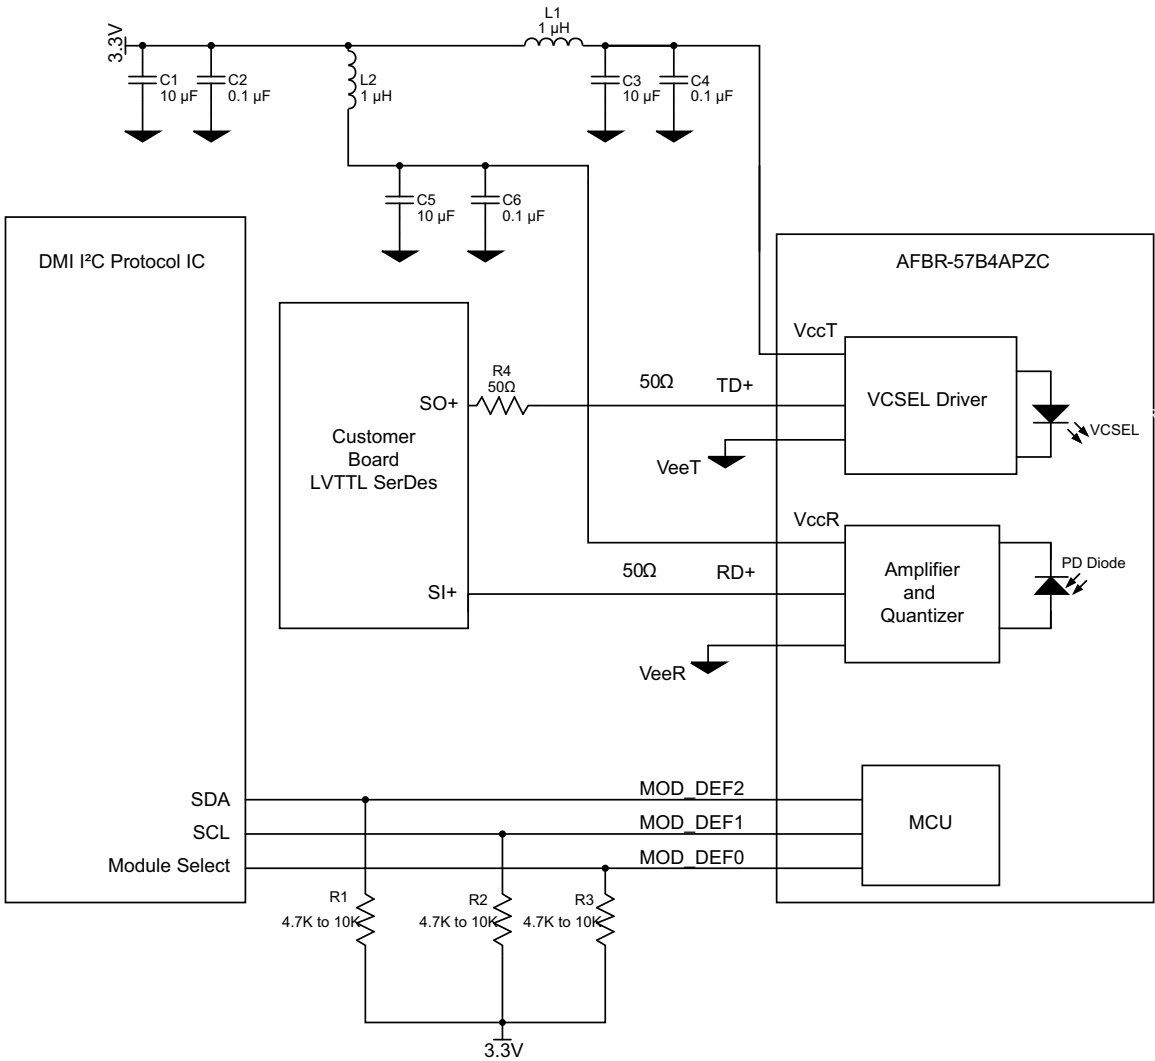 3.3V
L1
1 µH
C1
10 µF
C2
0.1 µF
L2
1 µH
C3
10 µF
C4
0.1 µF
C5
10 µF
C6
0.1 µF
DMI I²C Protocol IC
AFBR-57B4APZC
VccT
R4
50Ω
50Ω
TD+
SO+
VCSEL Driver
VCSEL
Customer
Board
LVTTL SerDes
VeeT
VccR
50Ω
RD+
SI+
Amplifier
and
Quantizer
PD Diode
VeeR
SDA
MOD_DEF2
SCL
MOD_DEF1
MCU
Module Select
MOD_DEF0
R1
4.7K to 10K
R2
4.7K to 10K
R3
4.7K to 10K
3.3V